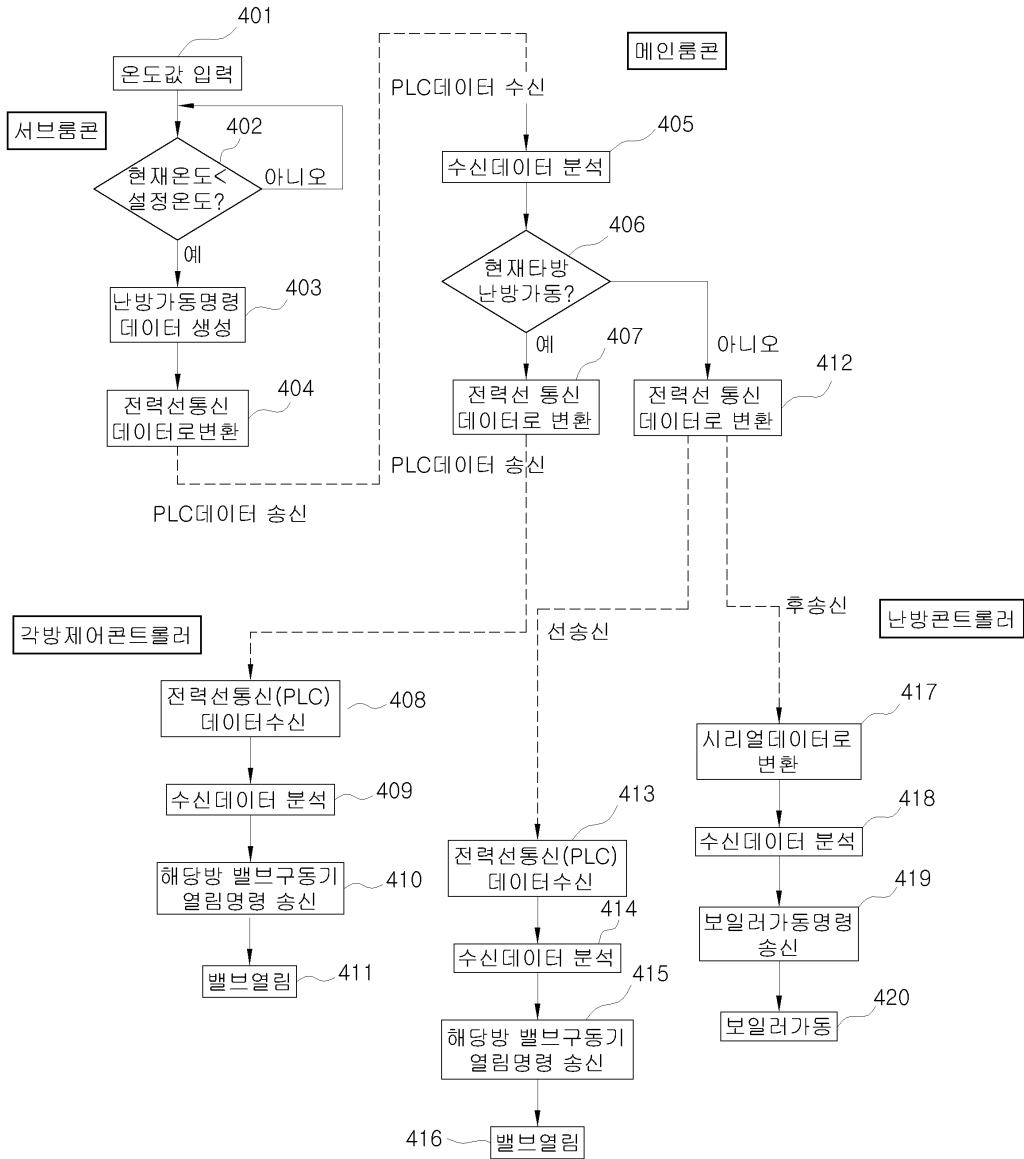 401
온도값 입력
서브룸콘
402
현재온도<
설정온도?
아니오
예
403
난방가동명령
데이터 생성
404
전력선통신
데이터로변환
PLC데이터 송신
메인룸콘
PLC데이터 수신
405
수신데이터 분석
406
현재타방
난방가동?
예
아니오
407
전력선 통신
데이터로 변환
412
전력선 통신
데이터로 변환
PLC데이터 송신
선송신
후송신
각방제어콘트롤러
난방콘트롤러
전력선통신(PLC)
데이터수신
408
수신데이터 분석
409
해당방 밸브구동기
열림명령 송신
410
밸브열림
411
413
전력선통신(PLC)
데이터수신
414
수신데이터 분석
415
해당방 밸브구동기
열림명령 송신
416
밸브열림
417
시리얼데이터로
변환
418
수신데이터 분석
419
보일러가동명령
송신
420
보일러가동